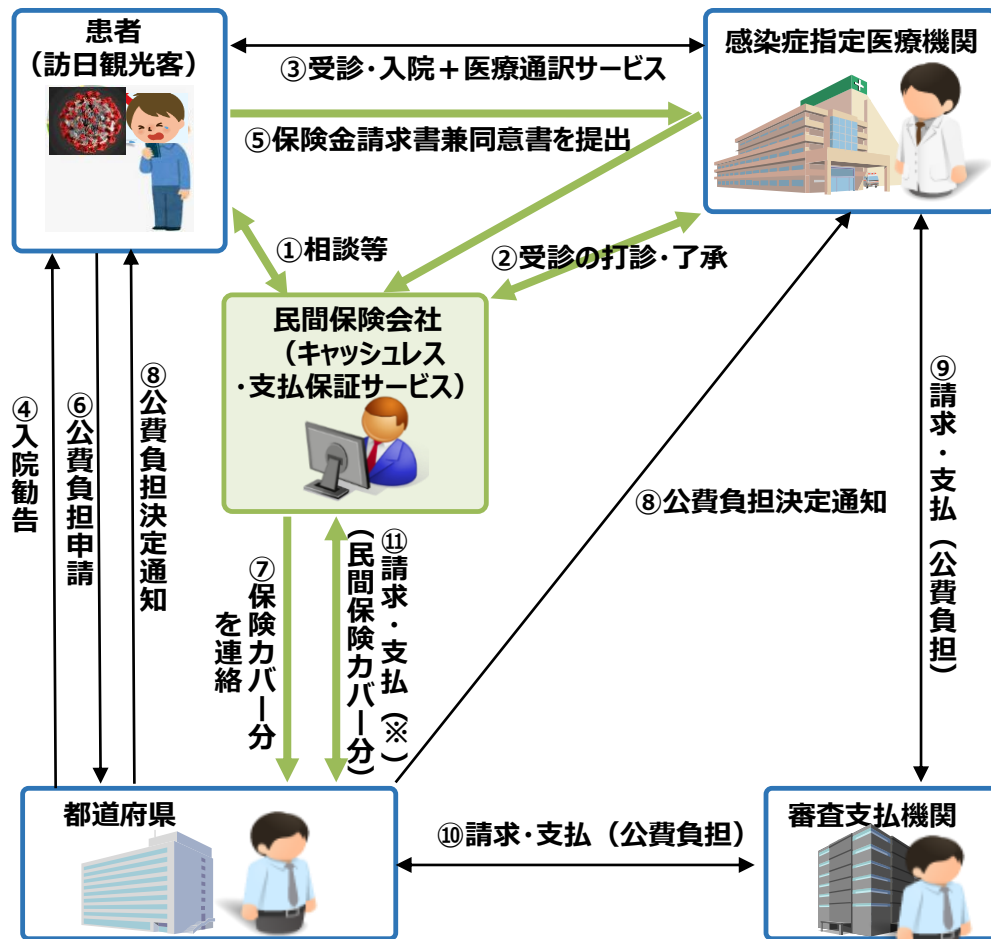 患者
（訪日観光客）
感染症指定医療機関
③受診・入院＋医療通訳サービス
⑤保険金請求書兼同意書を提出
①相談等
②受診の打診・了承
民間保険会社
（キャッシュレス
・支払保証サービス）
④入院勧告
⑥公費負担申請
⑧公費負担決定通知
⑦保険カバー分
を連絡
⑪請求・支払（※）
（民間保険カバー分）
⑧公費負担決定通知
⑨請求・支払（公費負担）
都道府県
⑩請求・支払（公費負担）
審査支払機関